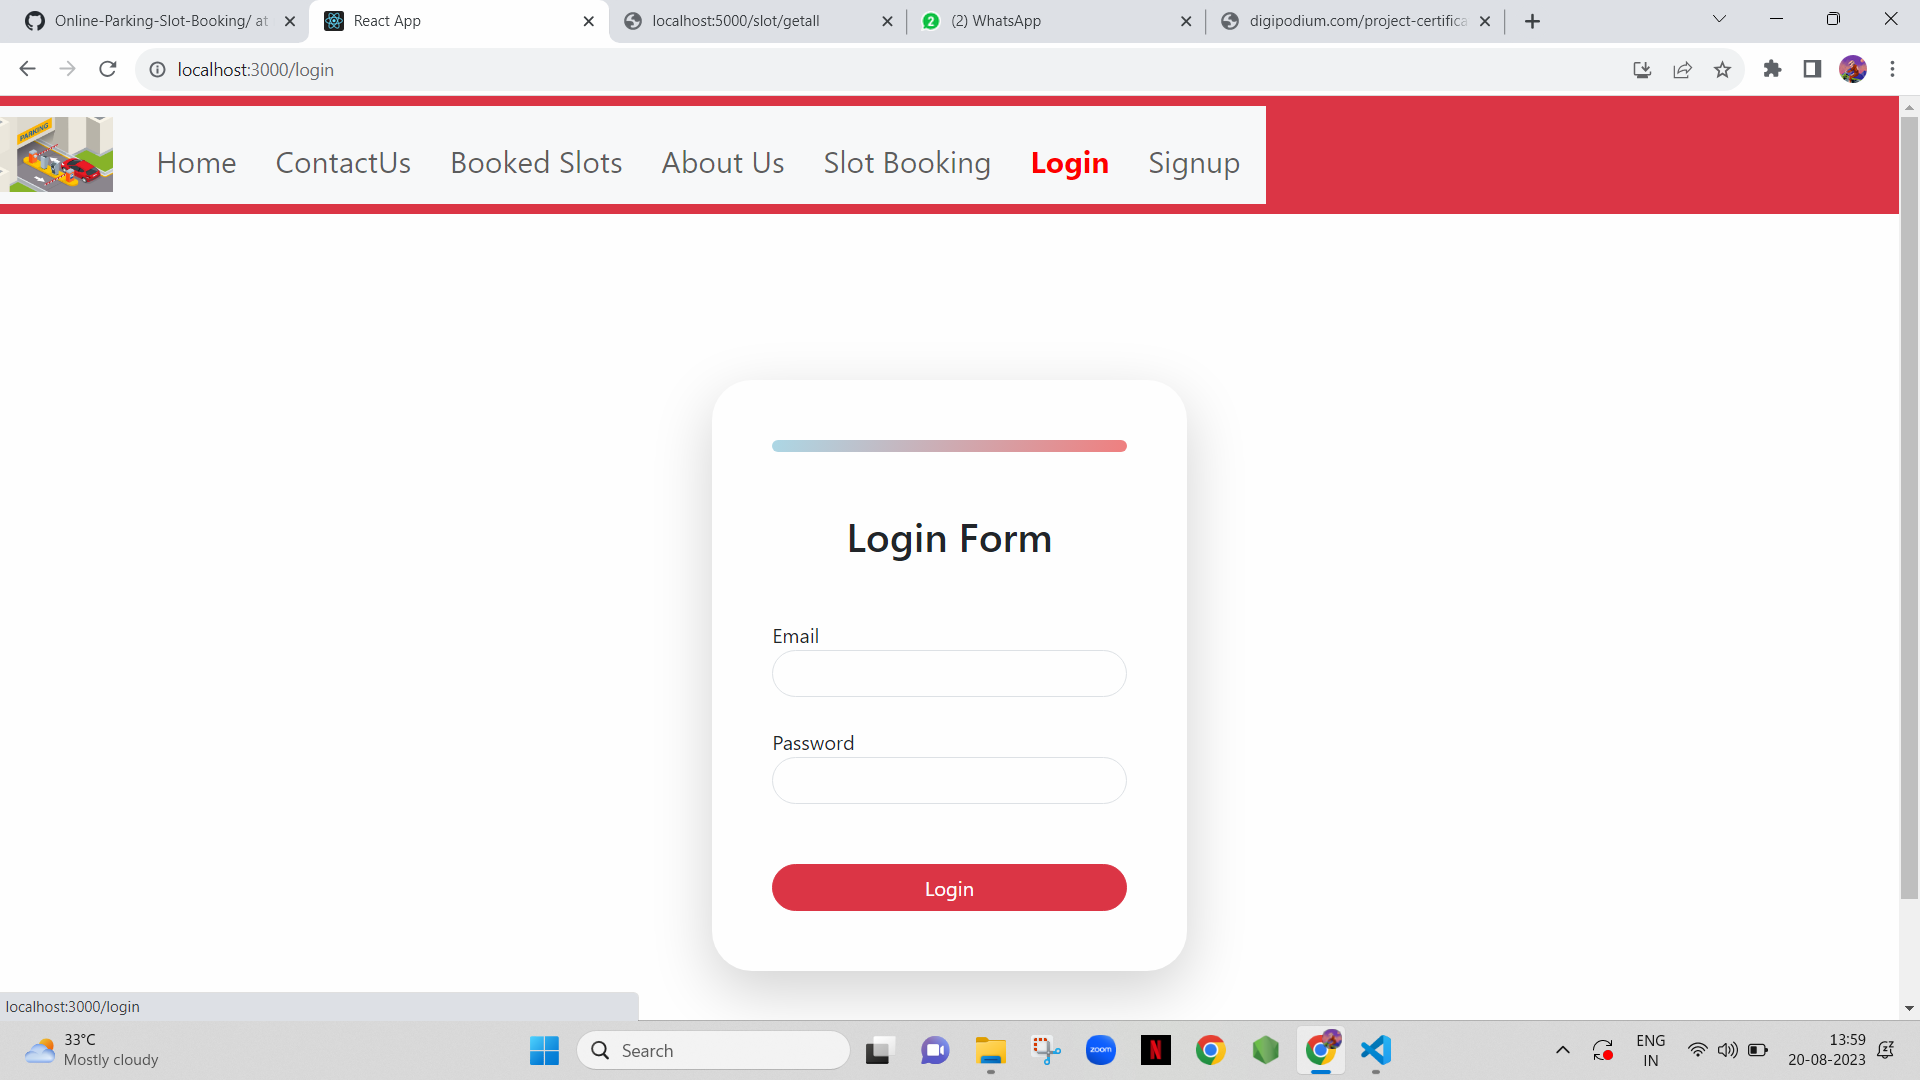 Online-Parking-Slot-Booking/ at
React App
localhost:5000/slot/getall
2
(2) WhatsApp
digipodium.com/project-certifica
localhost:3000/login
PARKING
Home
ContactUs
Booked Slots
About Us
Slot Booking
Login
Signup
Login Form
Email
Password
Login
localhost:3000/login
33°C
Mostly cloudy
Search
zoom
N
ENG
IN
13:59
20-08-2023